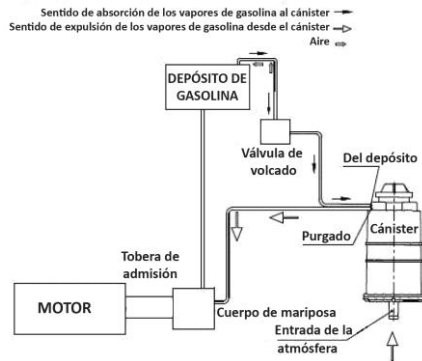 Sentido de absorción de los vapores de gasolina al cánister
Sentido de expulsión de los vapores de gasolina desde el cánister
Aire
DEPÓSITO DE
GASOLINA
Válvula de
volcado
Del depósito
Purgado
Cánister
Tobera de
admisión
MOTOR
Cuerpo de mariposa
Entrada de la
atmósfera